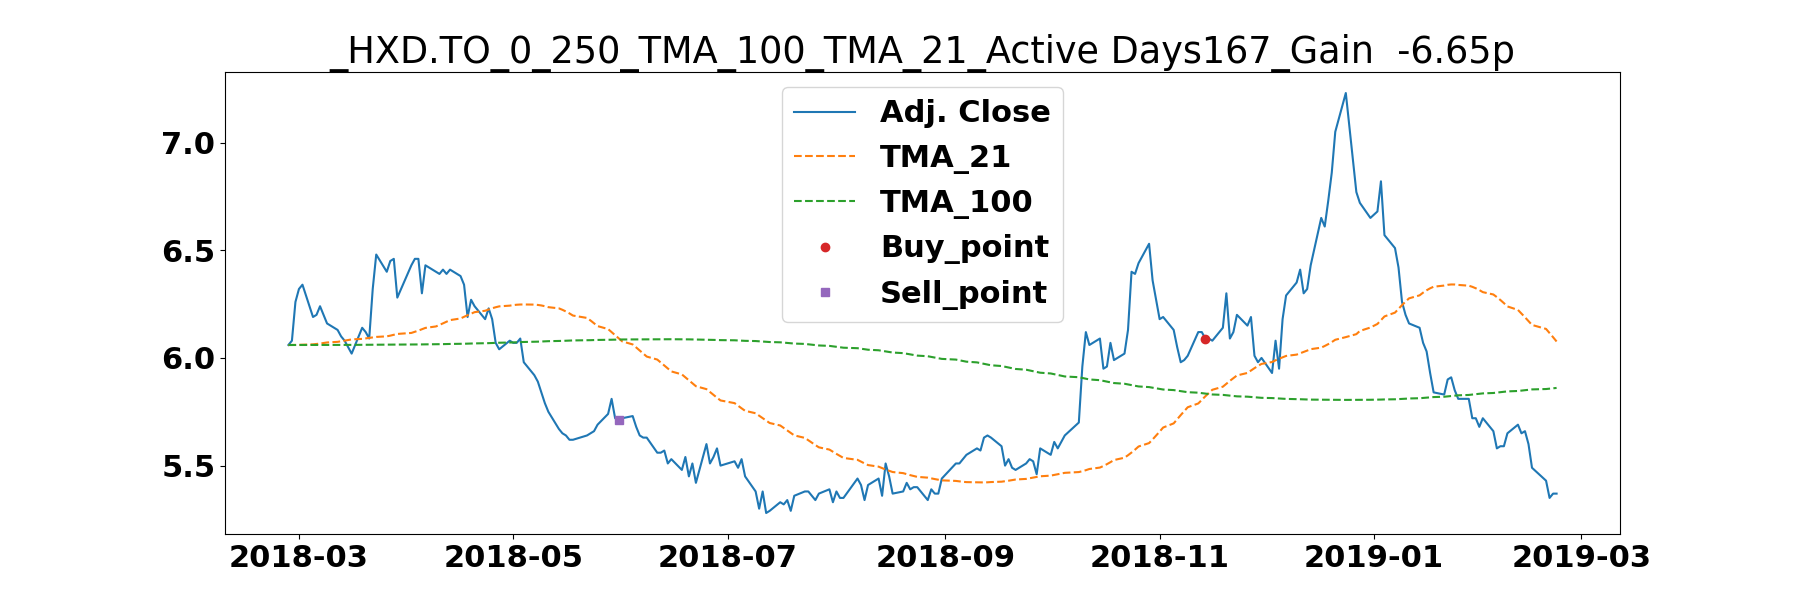 _HXD.TO_0_250_TMA_100_TMA_21_Active Days167_Gain  -6.65p
Adj. Close
TMA_21
TMA_100
Buy_point
Sell_point
7.0
6.5
6.0
5.5
2018-03 2018-05 2018-07 2018-09 2018-11 2019-01 2019-03